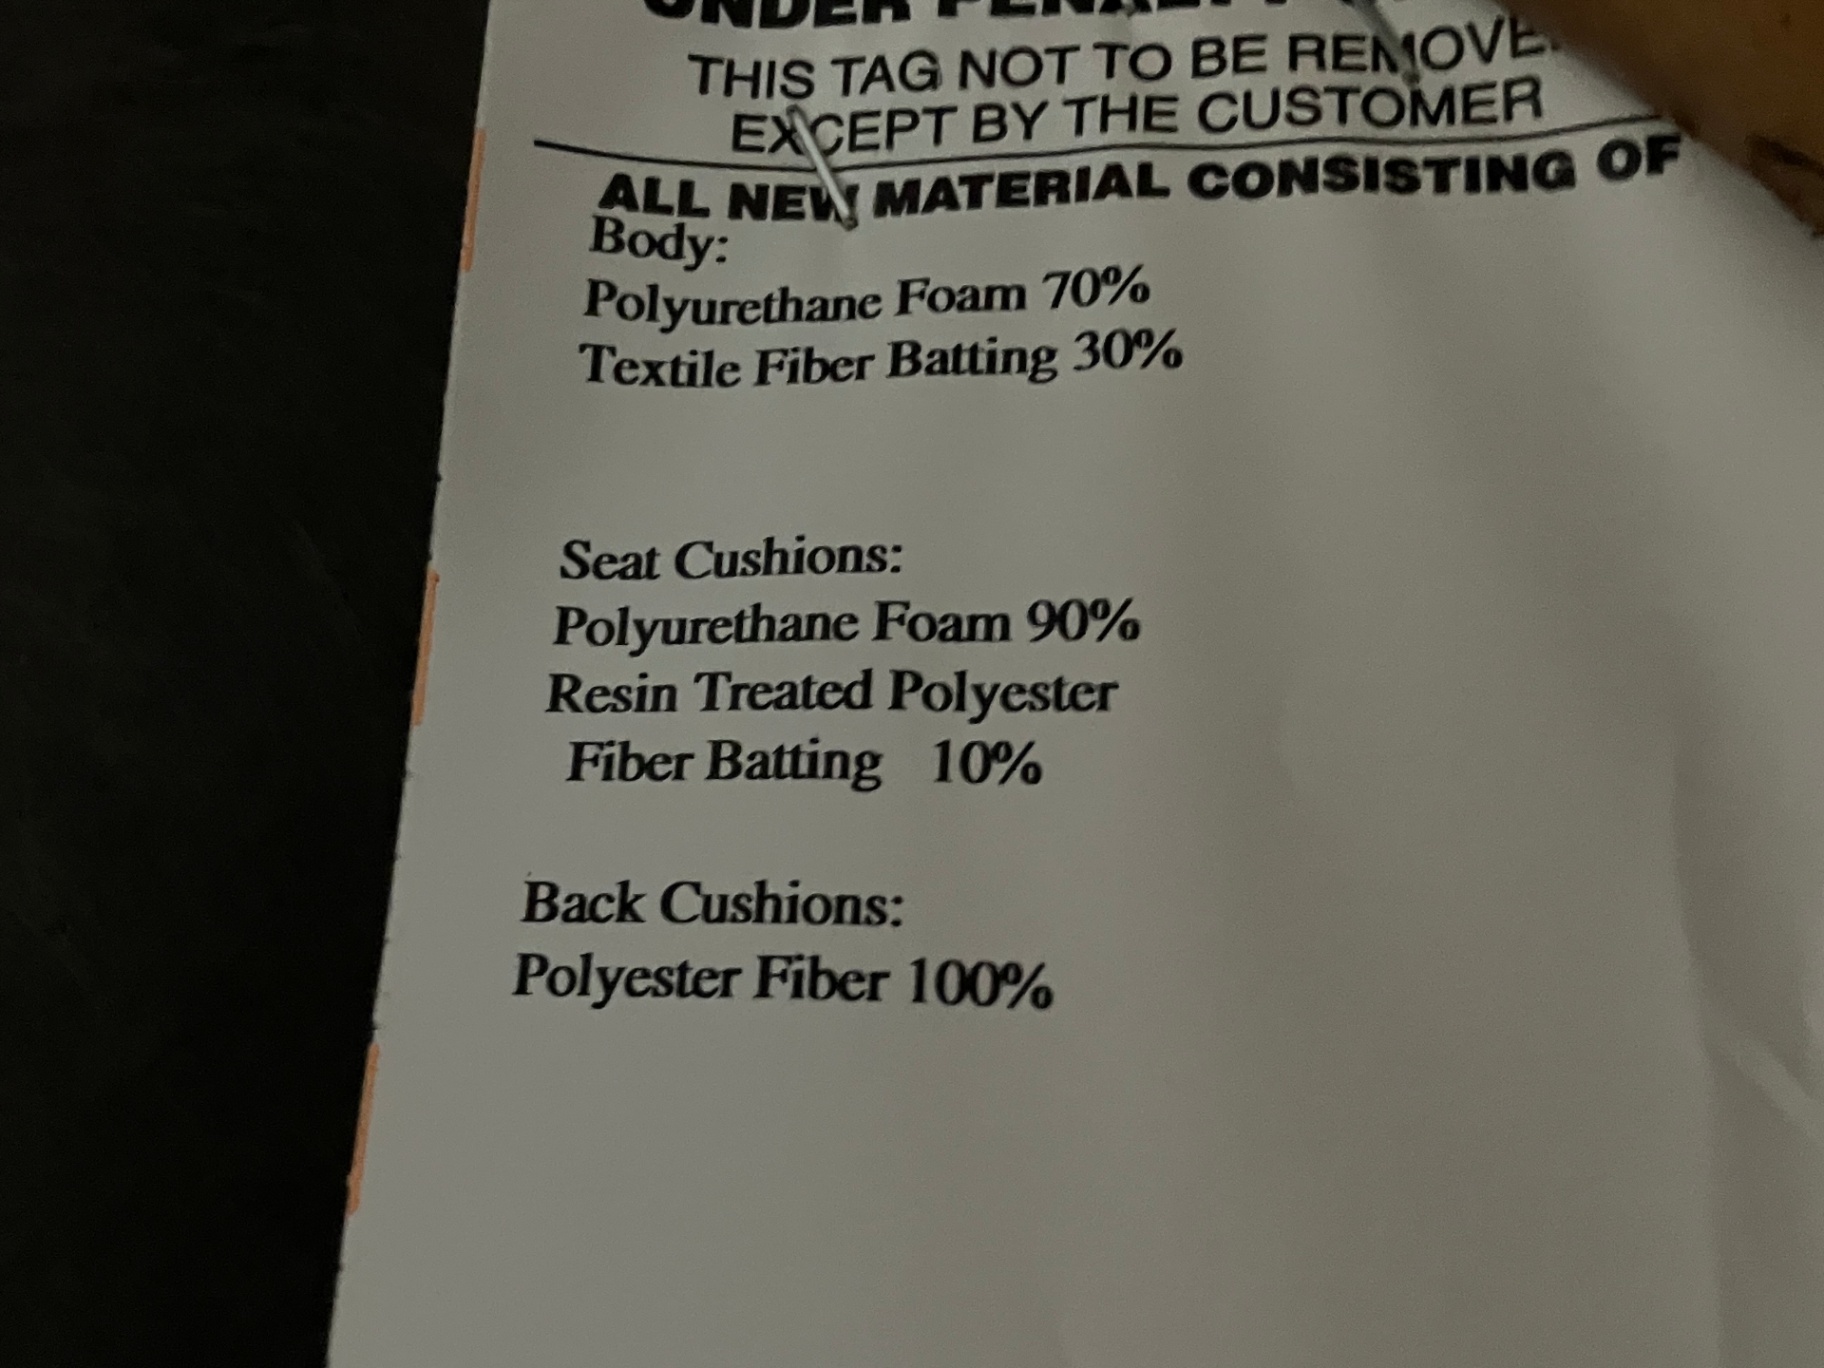 UNDER PENALTY
THIS TAG NOT TO BE REMOVE
EXCEPT BY THE CUSTOMER
ALL NEW MATERIAL CONSISTING OF
Body:
Polyurethane Foam 70%
Textile Fiber Batting 30%
Seat Cushions:
Polyurethane Foam 90%
Resin Treated Polyester
Fiber Batting 10%
Back Cushions:
Polyester Fiber 100%